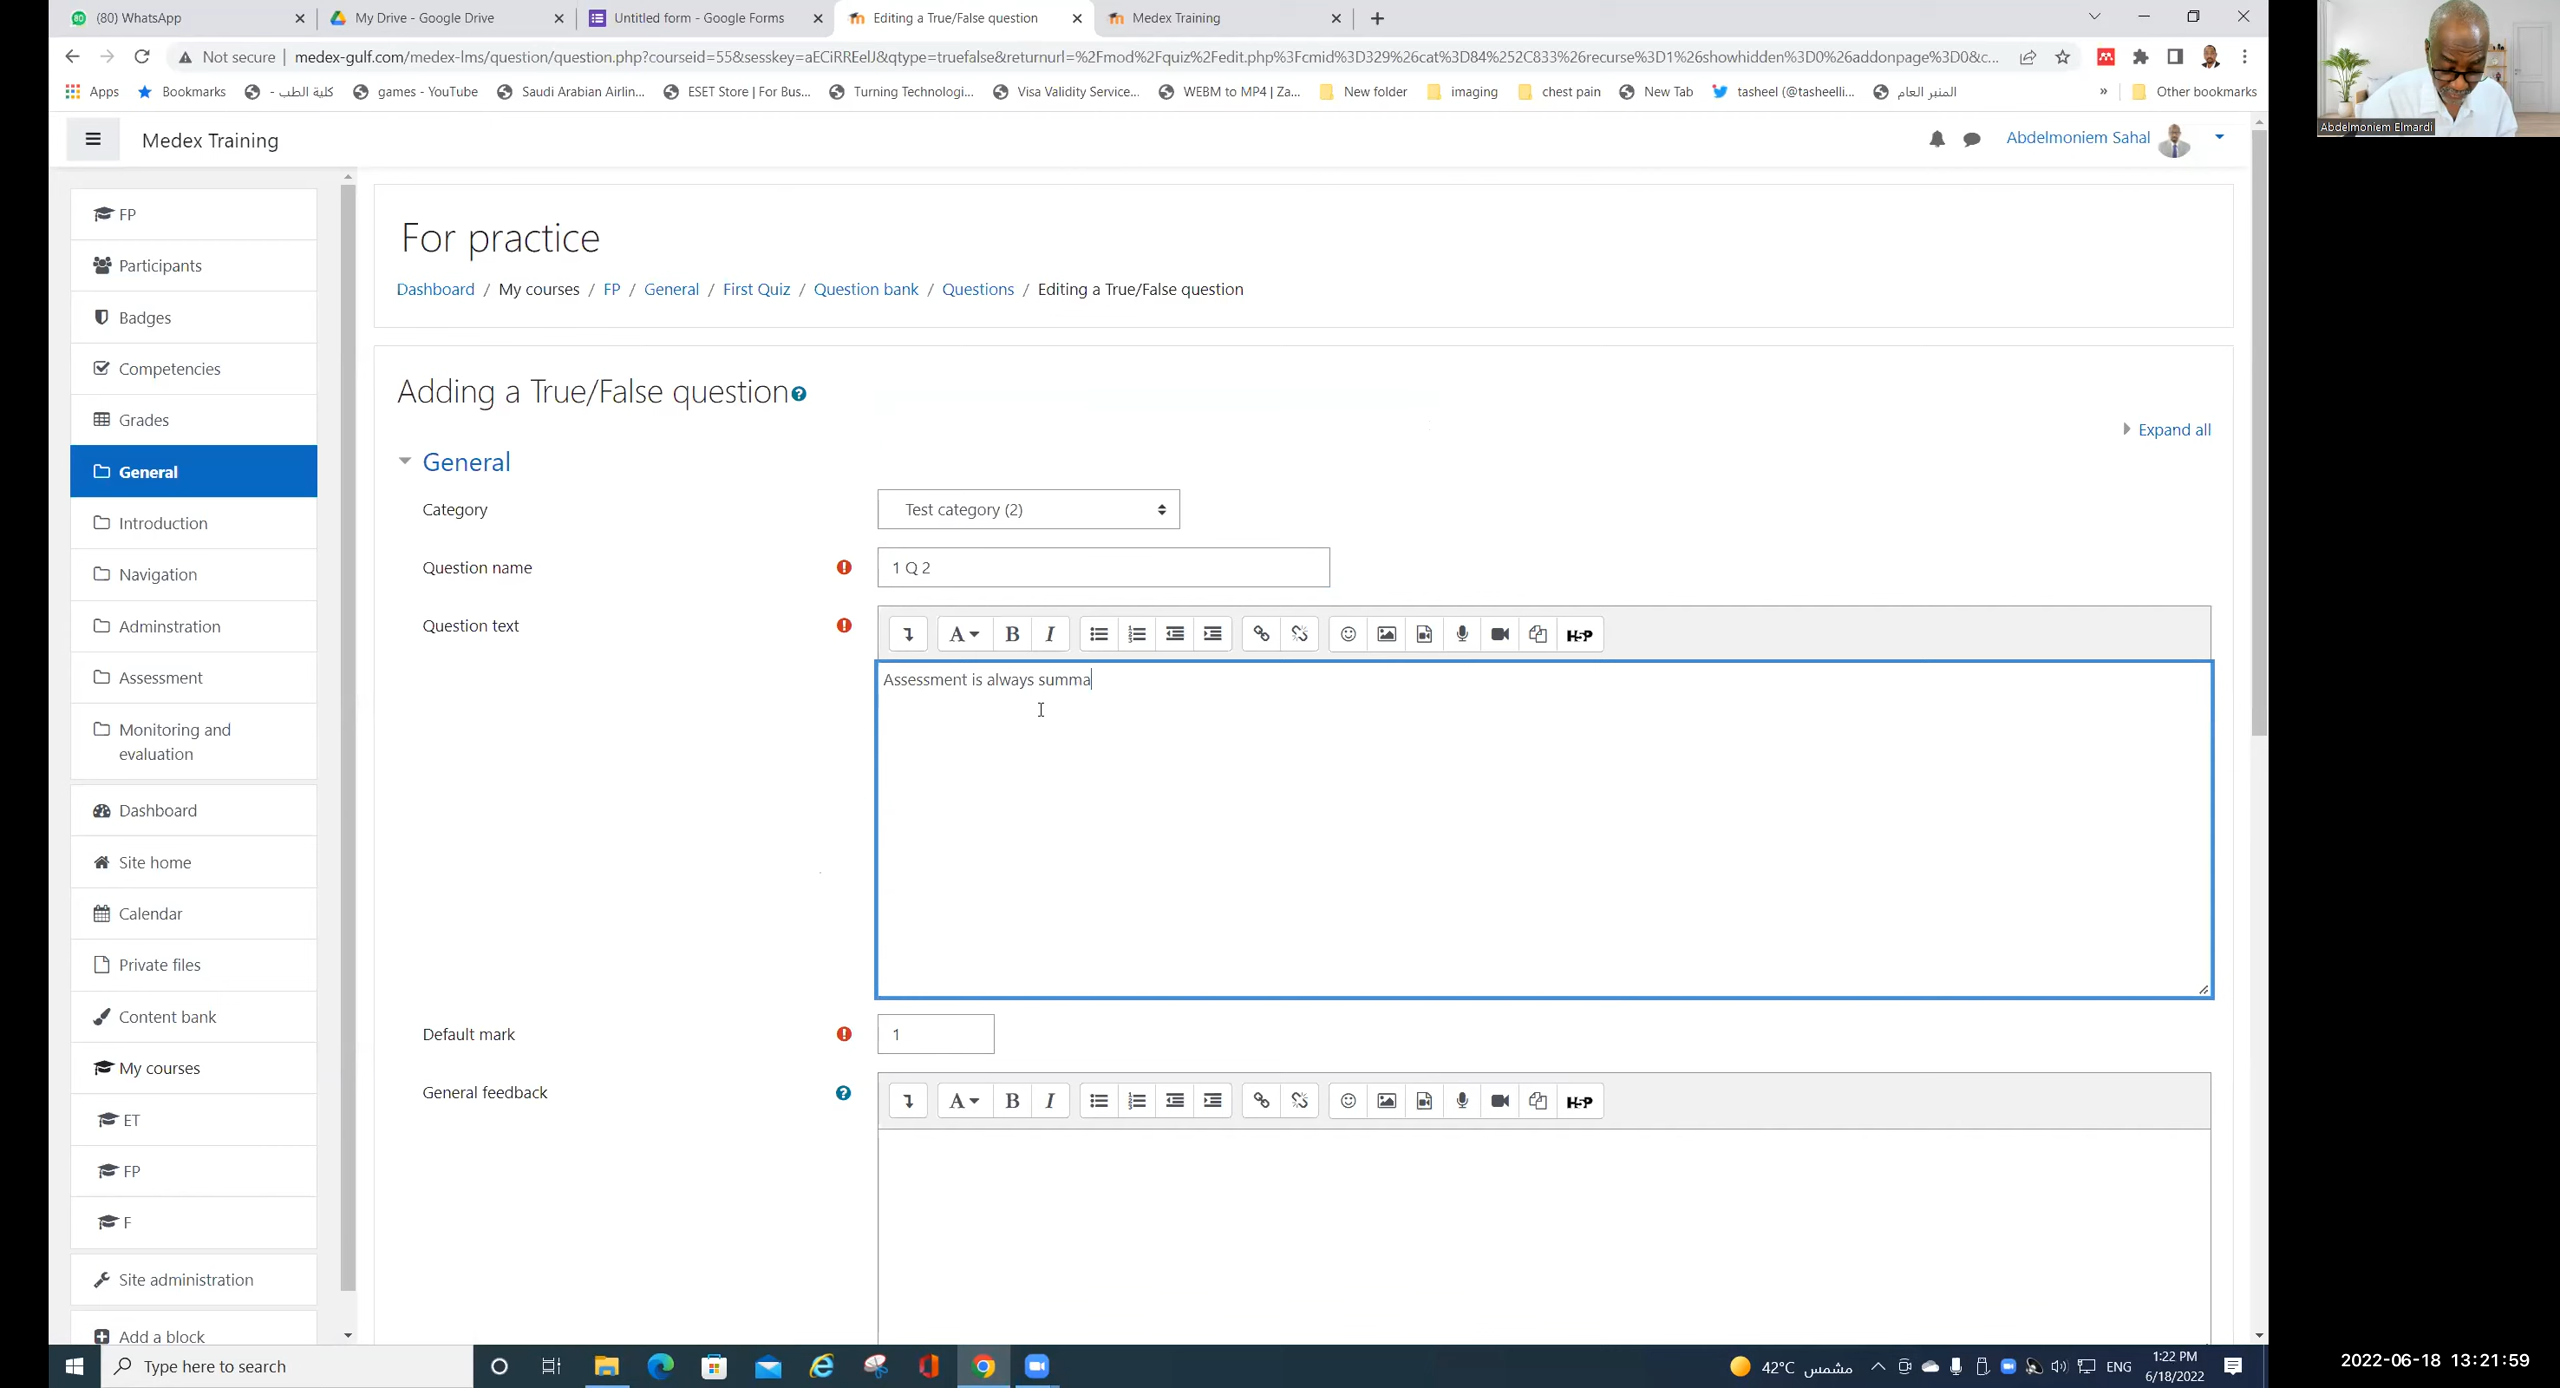 (80) WhatsApp
My Drive - Google Drive
Untitled form - Google Forms
Editing a True/False question
Medex Training
Not secure
medex-gulf.com/medex-lms/question/question.php?courseid=55&sesskey=aECiRREelJ&qtype=truefalse&returnurl=%2Fmod%2Fquiz%2Fedit.php%3Fcmid%3D329%26cat%3D84%252C833%26recurse%3D1%26showhidden%3D0%26addonpage%3D0&c...
Apps
Bookmarks
كلية الطب - 
games - YouTube
Saudi Arabian Airlin...
ESET Store | For Bus...
Turning Technologi...
Visa Validity Service...
WEBM to MP4 | Za...
New folder
imaging
chest pain
New Tab
tasheel (@tasheelli...
المنبر العام
»
Other bookmarks
Abdelmoniem Elmardi
Medex Training
Abdelmoniem Sahal
FP
Participants
Badges
Competencies
Grades
General
Introduction
Navigation
Adminstration
Assessment
Monitoring and
evaluation
Dashboard
Site home
Calendar
Private files
Content bank
My courses
ET
FP
F
Site administration
Add a block
For practice
Dashboard / My courses / FP / General / First Quiz / Question bank / Questions / Editing a True/False question
Adding a True/False question
Expand all
General
Category
Test category (2)
Question name
1 Q 2
Question text
A B I
H5P
Assessment is always summa
Default mark
1
General feedback
A B I
H5P
Type here to search
42°C مشمس
ENG
1:22 PM
6/18/2022
2022-06-18 13:21:59